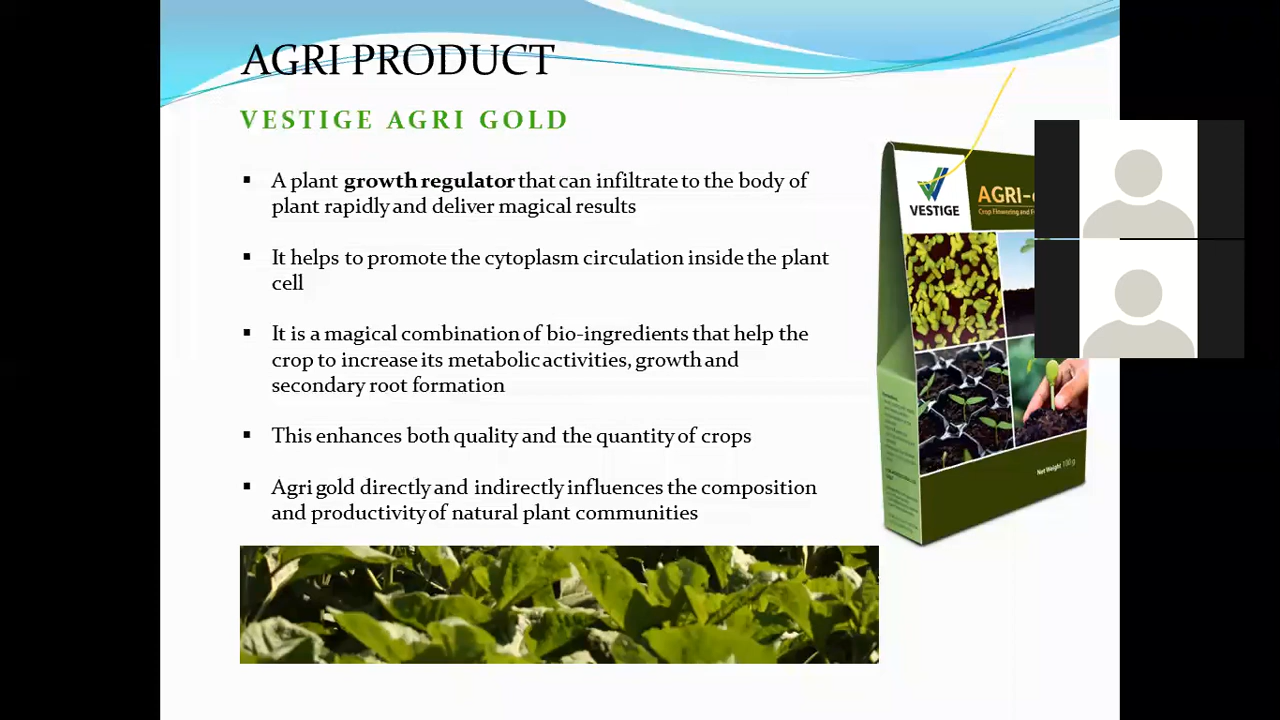 AGRI PRODUCT
VESTIGE AGRI GOLD
▪ A plant growth regulator that can infiltrate to the body of
plant rapidly and deliver magical results
▪ It helps to promote the cytoplasm circulation inside the plant
cell
▪ It is a magical combination of bio-ingredients that help the
crop to increase its metabolic activities, growth and
secondary root formation
▪ This enhances both quality and the quantity of crops
▪ Agri gold directly and indirectly influences the composition
and productivity of natural plant communities
VESTIGE
AGRI-
Crop Flowering and
Net Weight 100 g